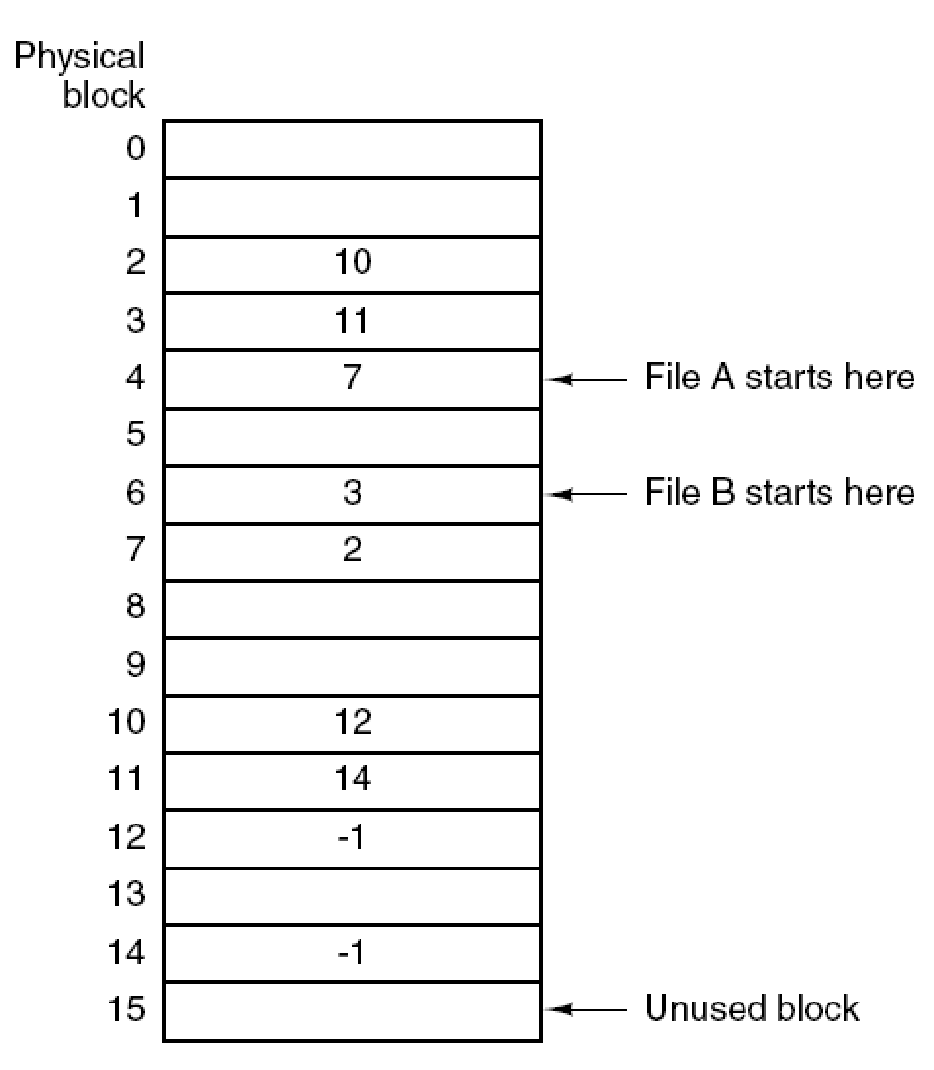 Physical
block
0
1
2 10
3 11
4 7 File A starts here
5
6 3 File B starts here
7 2
8
9
10 12
11 14
12 -1
13
14 -1
15 Unused block